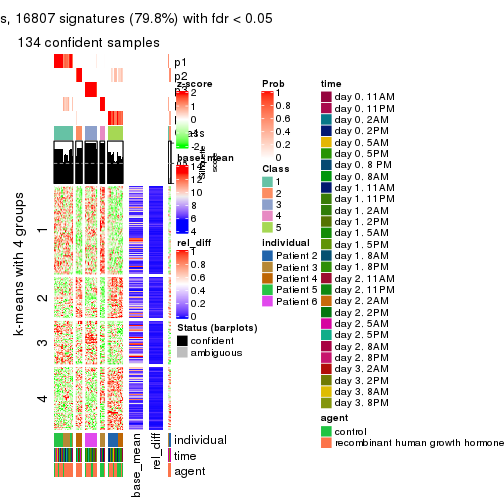 s, 16807 signatures (79.8%) with fdr < 0.05
134 confident samples
p1
p2
z-score
2
1
0
-1
-2
base_mean
14
12
10
8
6
4
rel_diff
1
0.8
0.6
0.4
0.2
0
Status (barplots)
confident
ambiguous
Prob
1
0.8
0.6
0.4
0.2
0
Class
1
2
3
4
5
individual
Patient 2
Patient 3
Patient 4
Patient 5
Patient 6
time
day 0. 11AM
day 0. 11PM
day 0. 2AM
day 0. 2PM
day 0. 5AM
day 0. 5PM
day 0. 8 PM
day 0. 8AM
day 1. 11AM
day 1. 11PM
day 1. 2AM
day 1. 2PM
day 1. 5AM
day 1. 5PM
day 1. 8AM
day 1. 8PM
day 2. 11AM
day 2. 11PM
day 2. 2AM
day 2. 2PM
day 2. 5AM
day 2. 5PM
day 2. 8AM
day 2. 8PM
day 3. 2AM
day 3. 2PM
day 3. 8AM
day 3. 8PM
agent
control
recombinant human growth hormone
k-means with 4 groups
1
2
3
4
individual
time
agent
base_mean
rel_diff